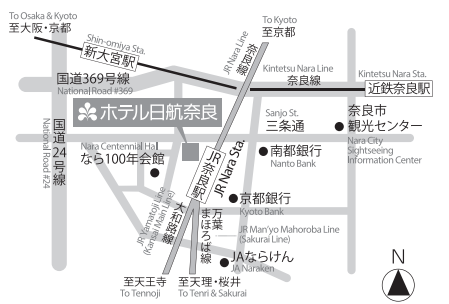 To Osaka & Kyoto
至大阪・京都
Shin-omiya Sta.
新大宮駅
To Kyoto
至京都
JR Nara Line
奈良線
国道369号線
National Road #369
Kintetsu Nara Line
奈良線
Kintetsu Nara Sta.
近鉄奈良駅
ホテル日航奈良
国道24号線
National Road #24
Nara Centennial Hall
なら100年会館
JR奈良駅
JR Nara Sta.
Sanjo St.
三条通
奈良市
観光センター
Nara City
Sightseeing
Information Center
南都銀行
Nanto Bank
京都銀行
Kyoto Bank
JR Yamatoji Line
(Kansai Main Line)
大和路線
万葉
まほろば線
JR Man'yo Mahoroba Line
(Sakurai Line)
JAならけん
JA Naraken
至天王寺
To Tennoji
至天理・桜井
To Tenri & Sakurai
N